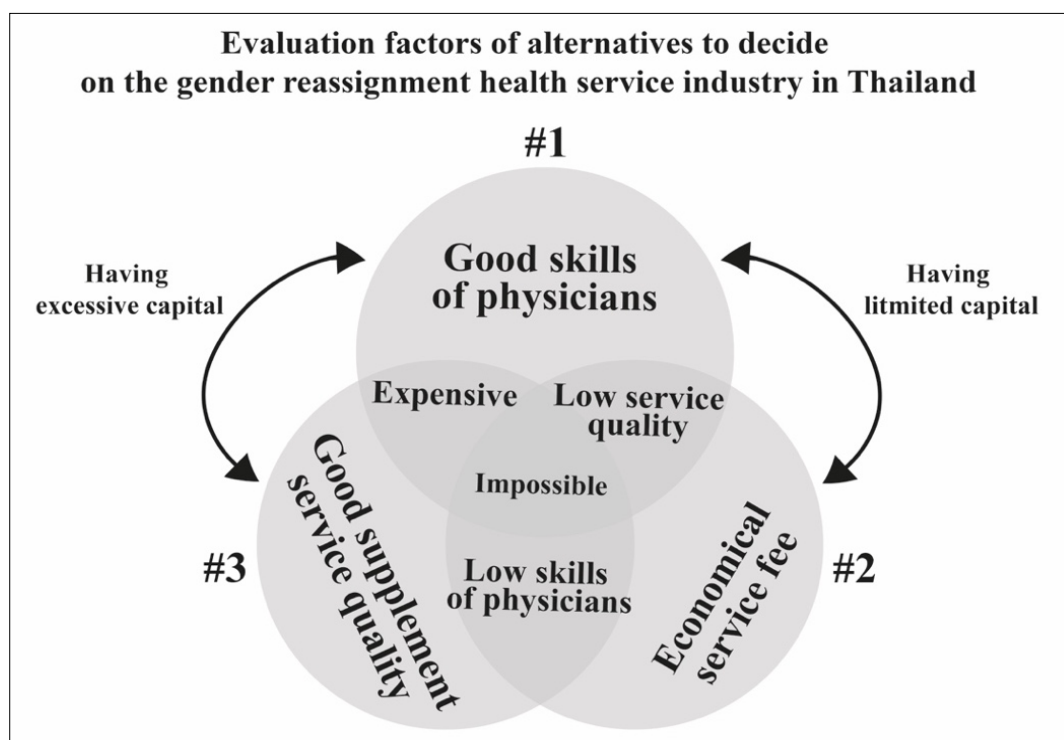 Evaluation factors of alternatives to decide
on the gender reassignment health service industry in Thailand
#1
Having
excessive capital
Good skills
of physicians
Having
litmited capital
Expensive
Low service
quality
Impossible
Good supplement
service quality
Low skills
of physicians
Economical
service fee
#3
#2